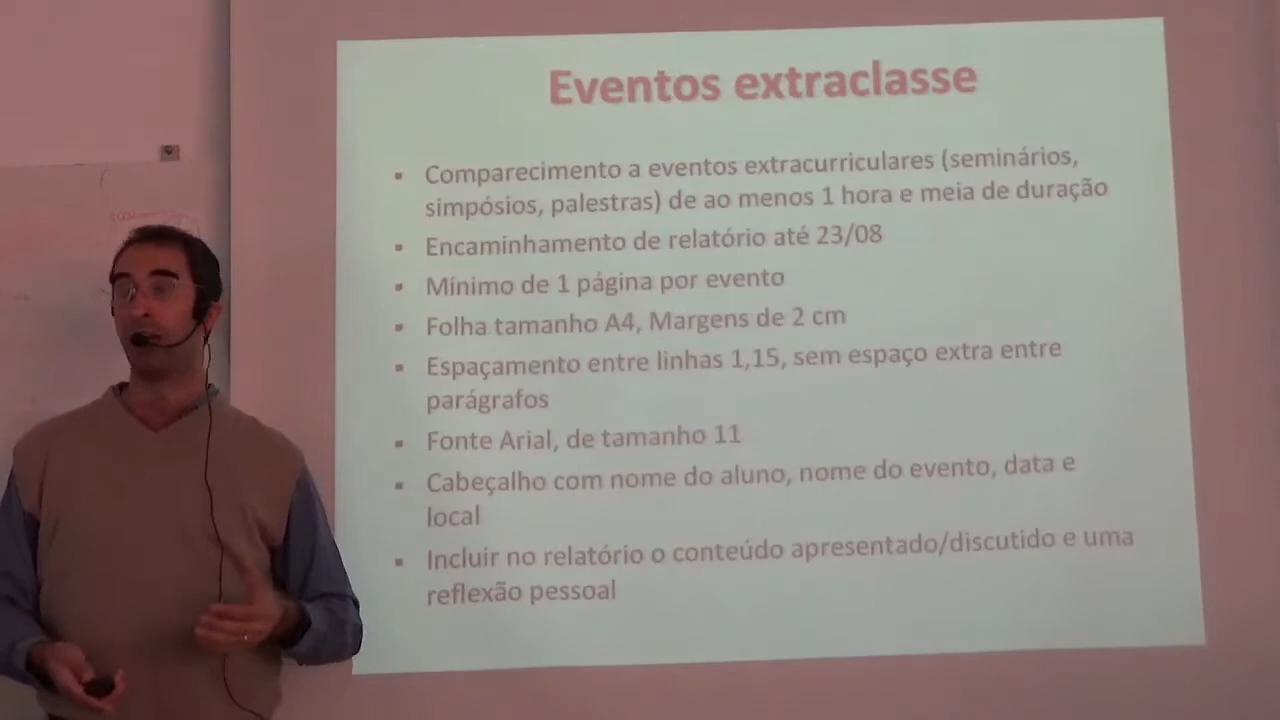 Eventos extraclasse
▪ Comparecimento a eventos extracurriculares (seminários,
simpósios, palestras) de ao menos 1 hora e meia de duração
▪ Encaminhamento de relatório até 23/08
▪ Mínimo de 1 página por evento
▪ Folha tamanho A4, Margens de 2 cm
▪ Espaçamento entre linhas 1,15, sem espaço extra entre
parágrafos
▪ Fonte Arial, de tamanho 11
▪ Cabeçalho com nome do aluno, nome do evento, data e
local
▪ Incluir no relatório o conteúdo apresentado/discutido e uma
reflexão pessoal